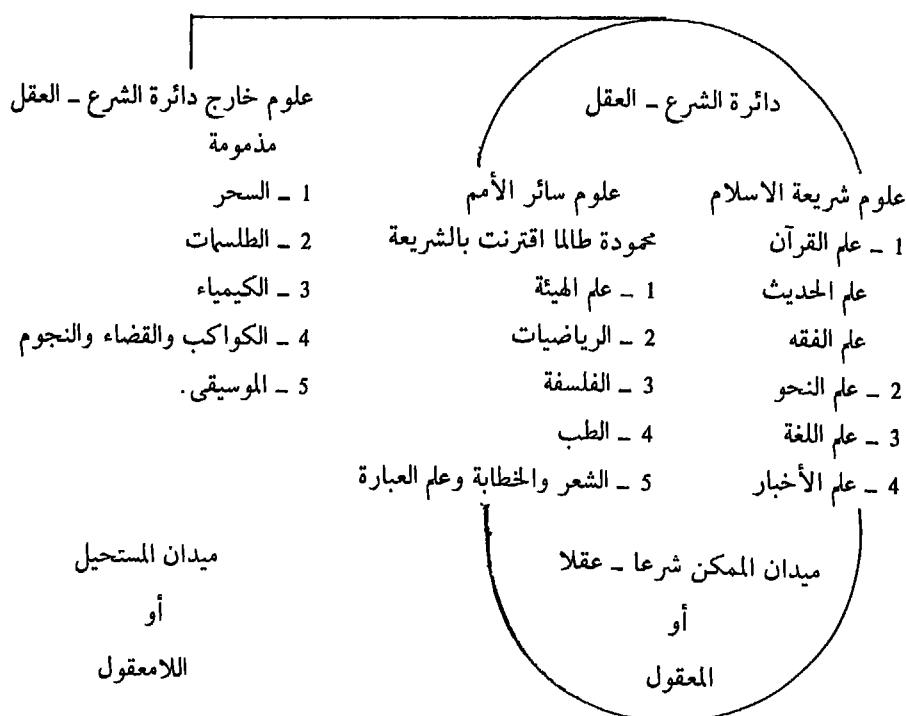 دائرة الشرع ـ العقل
علوم شريعة الاسلام
1 ـ علم القرآن
علم الحديث
علم الفقه
2 ـ علم النحو
3 ـ علم اللغة
4 ـ علم الأخبار
علوم سائر الأمم
محمودة طالما اقترنت بالشريعة
1 ـ علم الهيئة
2 ـ الرياضيات
3 ـ الفلسفة
4 ـ الطب
5 ـ الشعر والخطابة وعلم العبارة
ميدان الممكن شرعا ـ عقلا
أو
المعقول
علوم خارج دائرة الشرع ـ العقل
مذمومة
1 ـ السحر
2 ـ الطلسمات
3 ـ الكيمياء
4 ـ الكواكب والقضاء والنجوم
5 ـ الموسيقى.
ميدان المستحيل
أو
اللامعقول